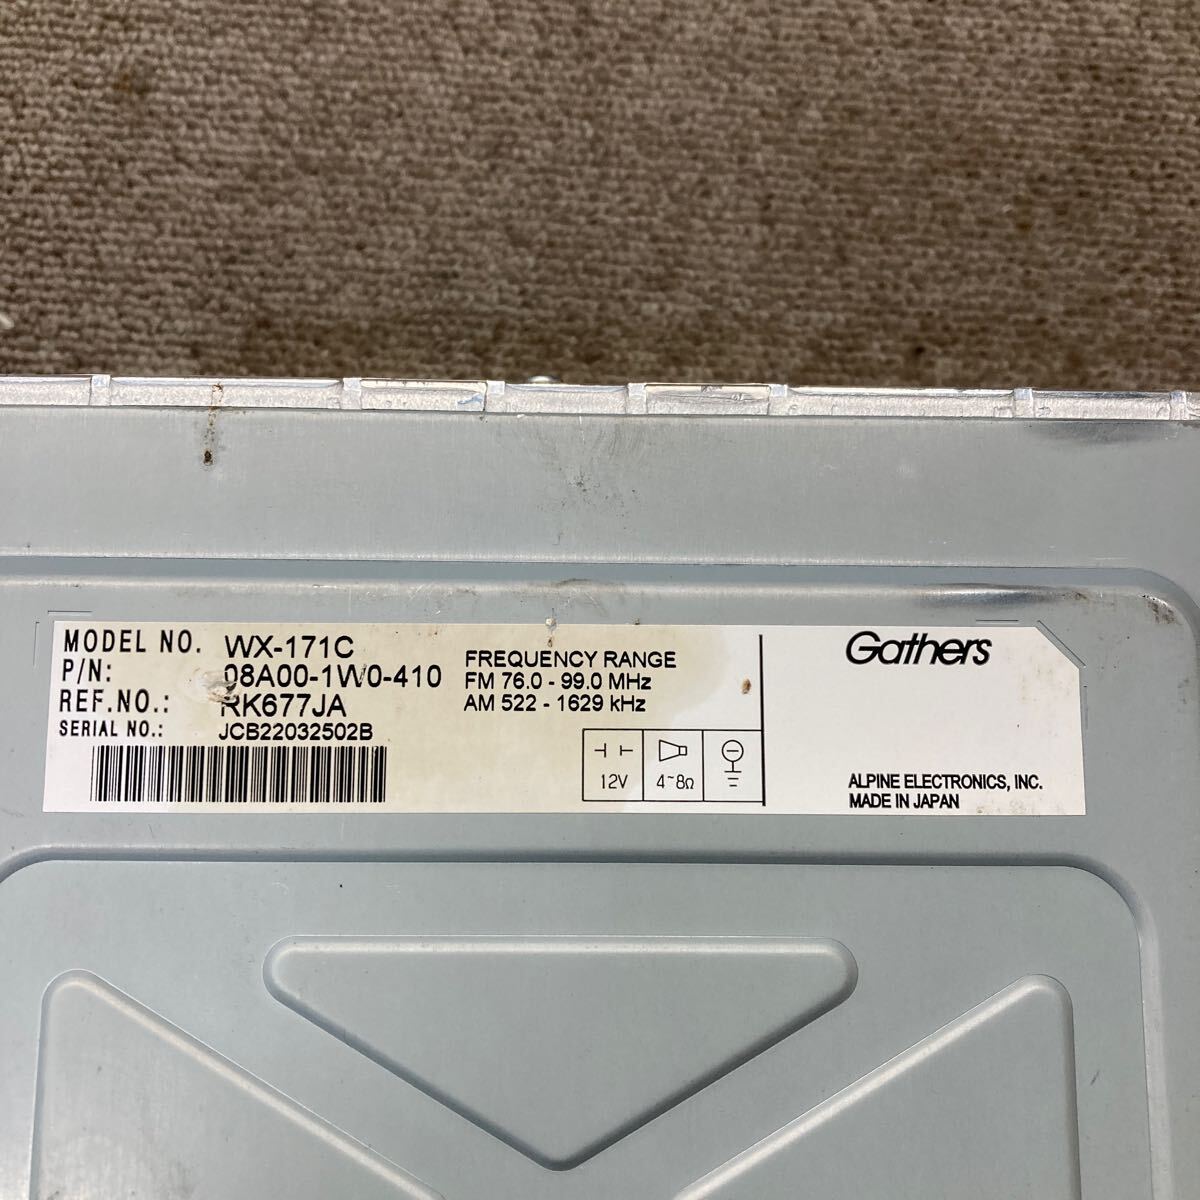 MODEL NO. WX-171C
P/N: 08A00-1W0-410
REF.NO.: RK677JA
SERIAL NO.: JCB22032502B
FREQUENCY RANGE
FM 76.0 - 99.0 MHz
AM 522 - 1629 kHz
12V 4~8Ω
Gathers
ALPINE ELECTRONICS, INC.
MADE IN JAPAN